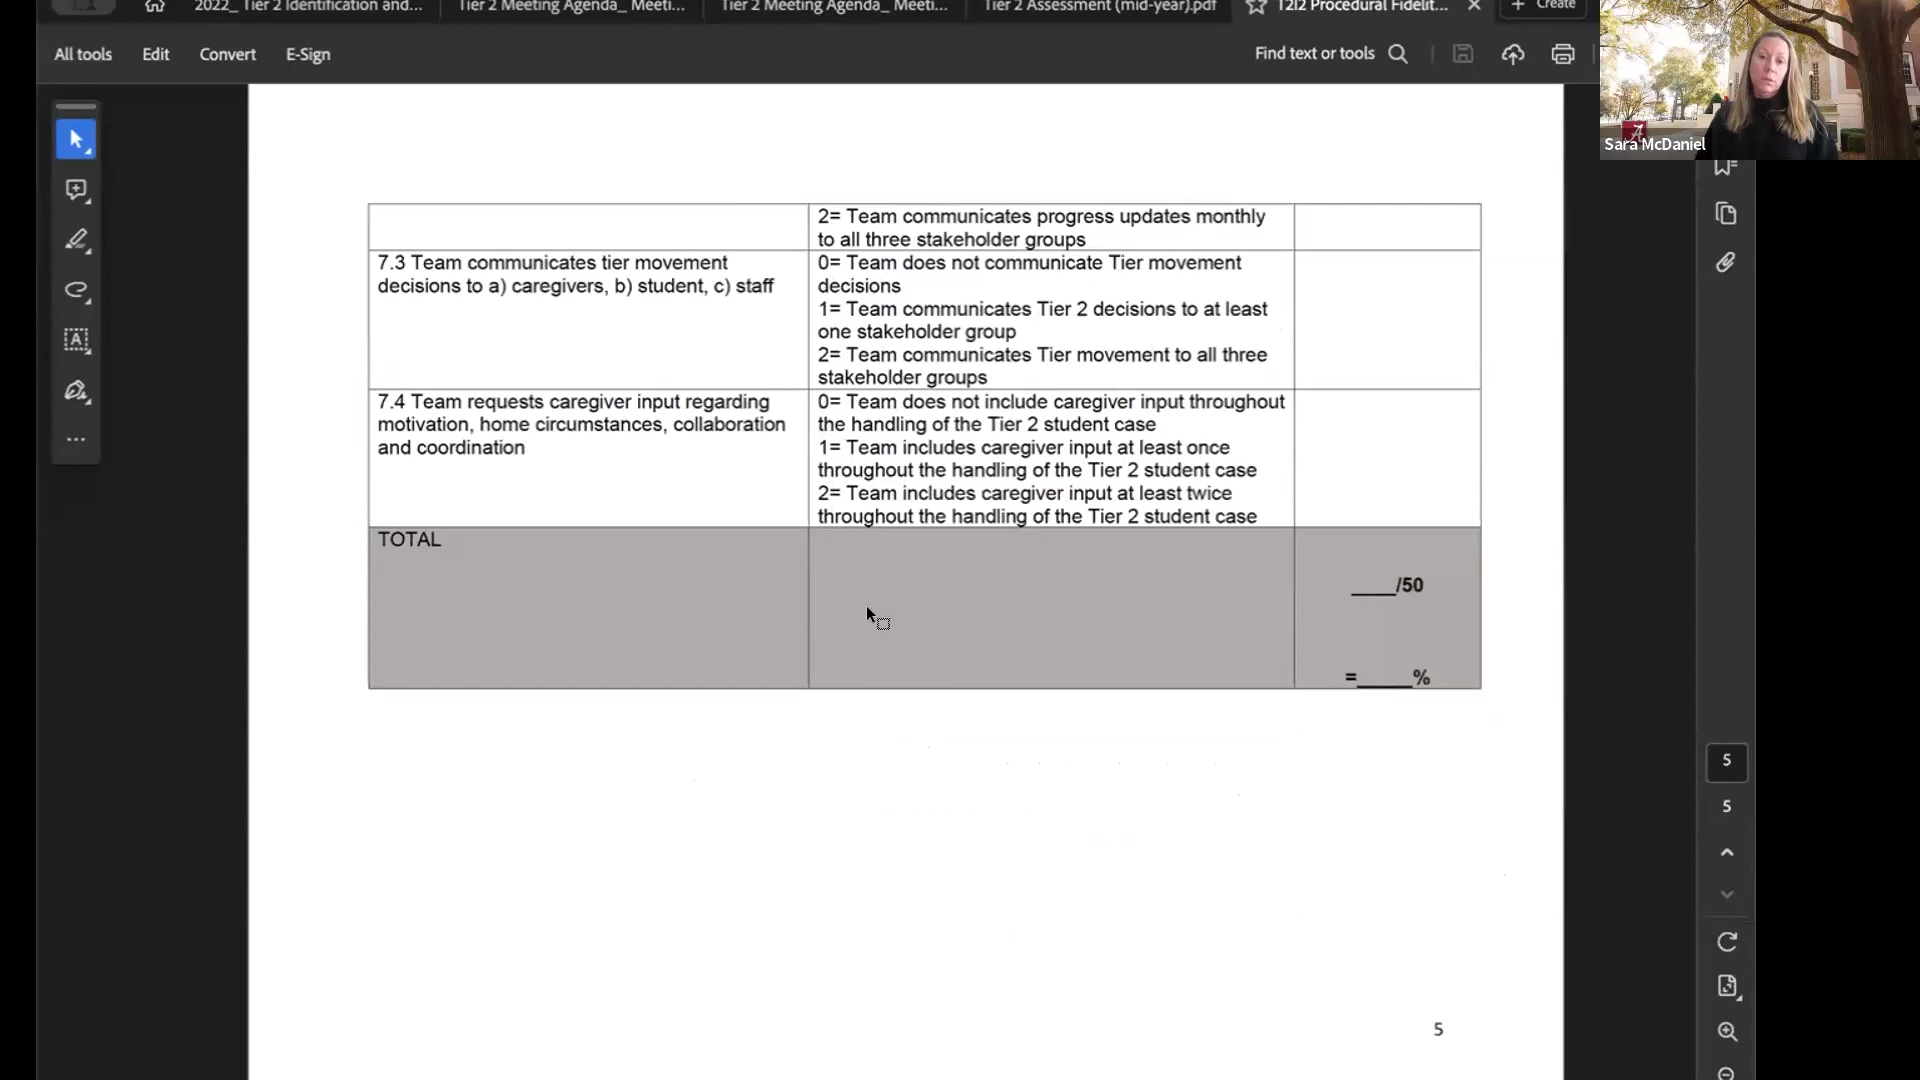 2022_ Tier 2 Identification and...
Tier 2 Meeting Agenda_ Meeti...
Tier 2 Meeting Agenda_ Meeti...
Tier 2 Assessment (mid-year).pdf
T2I2 Procedural Fidelit...
Create
All tools
Edit
Convert
E-Sign
Find text or tools
Sara McDaniel
2= Team communicates progress updates monthly
to all three stakeholder groups
7.3 Team communicates tier movement
decisions to a) caregivers, b) student, c) staff
0= Team does not communicate Tier movement
decisions
1= Team communicates Tier 2 decisions to at least
one stakeholder group
2= Team communicates Tier movement to all three
stakeholder groups
7.4 Team requests caregiver input regarding
motivation, home circumstances, collaboration
and coordination
0= Team does not include caregiver input throughout
the handling of the Tier 2 student case
1= Team includes caregiver input at least once
throughout the handling of the Tier 2 student case
2= Team includes caregiver input at least twice
throughout the handling of the Tier 2 student case
TOTAL
____/50
=_____%
5
5
5